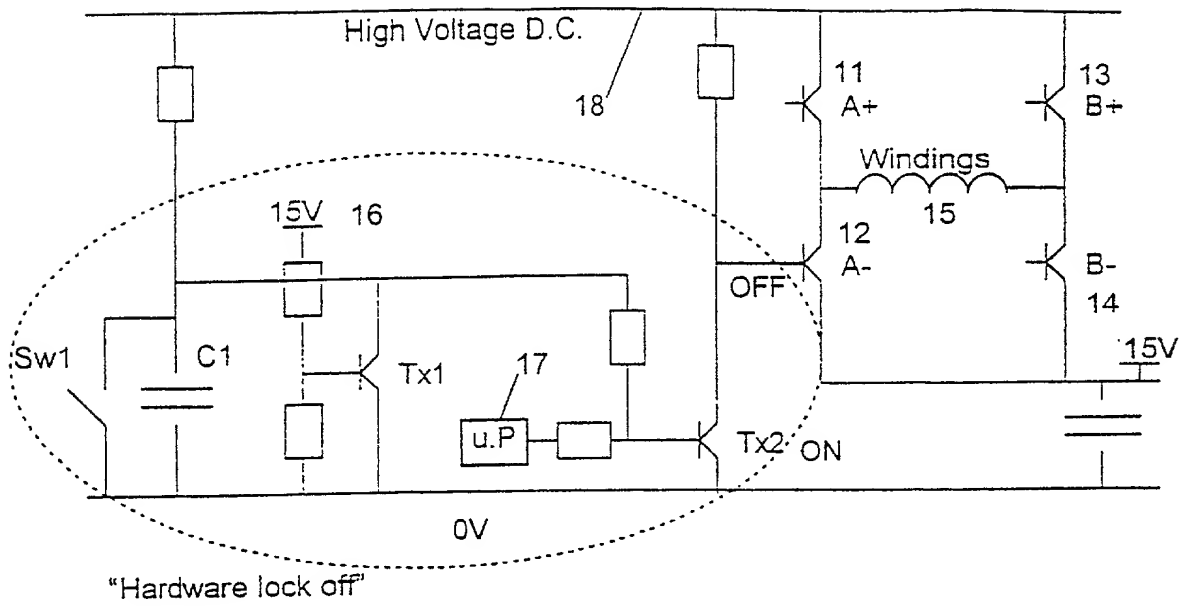 High Voltage D.C.
18
11
A+
13
B+
Windings
15
15V
16
12
A-
OFF
B-
14
Sw1
C1
Tx1
17
u.P
Tx2
ON
15V
0V
"Hardware lock off"